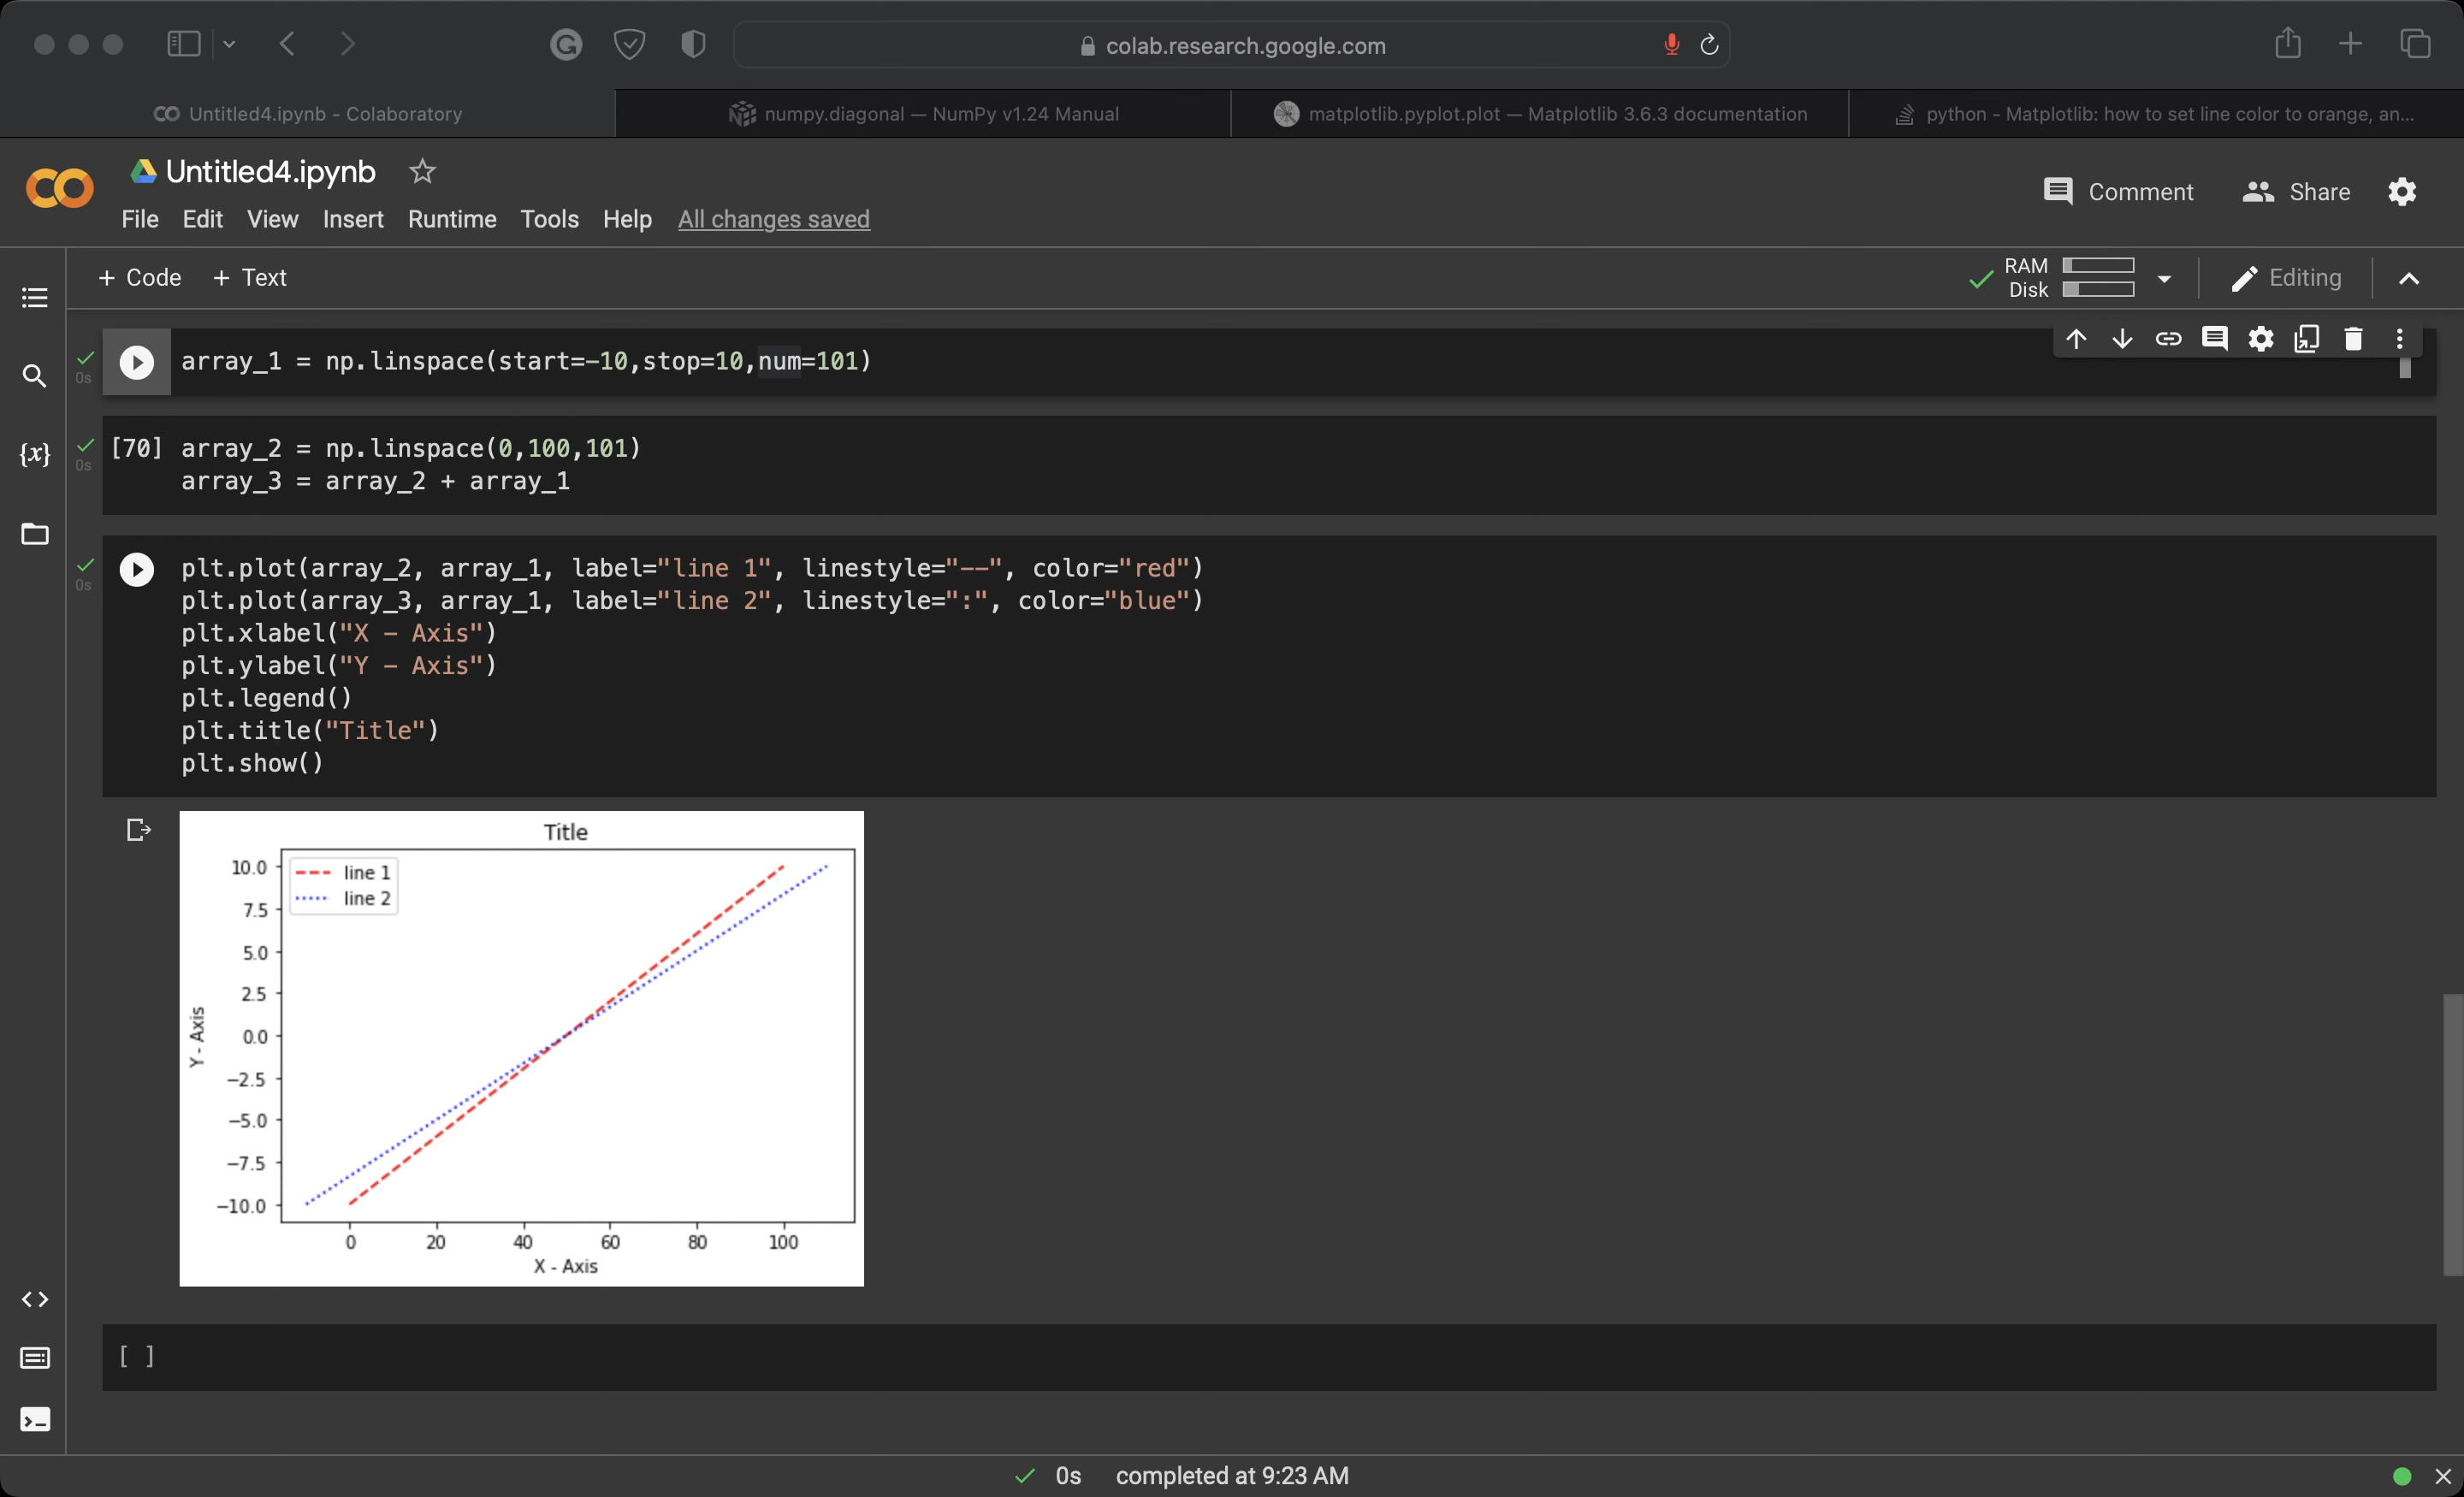 colab.research.google.com
Untitled4.ipynb - Colaboratory
numpy.diagonal — NumPy v1.24 Manual
matplotlib.pyplot.plot — Matplotlib 3.6.3 documentation
python - Matplotlib: how to set line color to orange, an...
Untitled4.ipynb
Comment
Share
File Edit View Insert Runtime Tools Help All changes saved
+ Code + Text
RAM
Disk
Editing
0s
array_1 = np.linspace(start=-10,stop=10,num=101)
0s
[70] array_2 = np.linspace(0,100,101)
array_3 = array_2 + array_1
0s
plt.plot(array_2, array_1, label="line 1", linestyle="--", color="red")
plt.plot(array_3, array_1, label="line 2", linestyle=":", color="blue")
plt.xlabel("X - Axis")
plt.ylabel("Y - Axis")
plt.legend()
plt.title("Title")
plt.show()
Title
line 1
line 2
10.0
7.5
5.0
2.5
0.0
−2.5
−5.0
−7.5
−10.0
Y - Axis
0 20 40 60 80 100
X - Axis
[ ]
0s completed at 9:23 AM